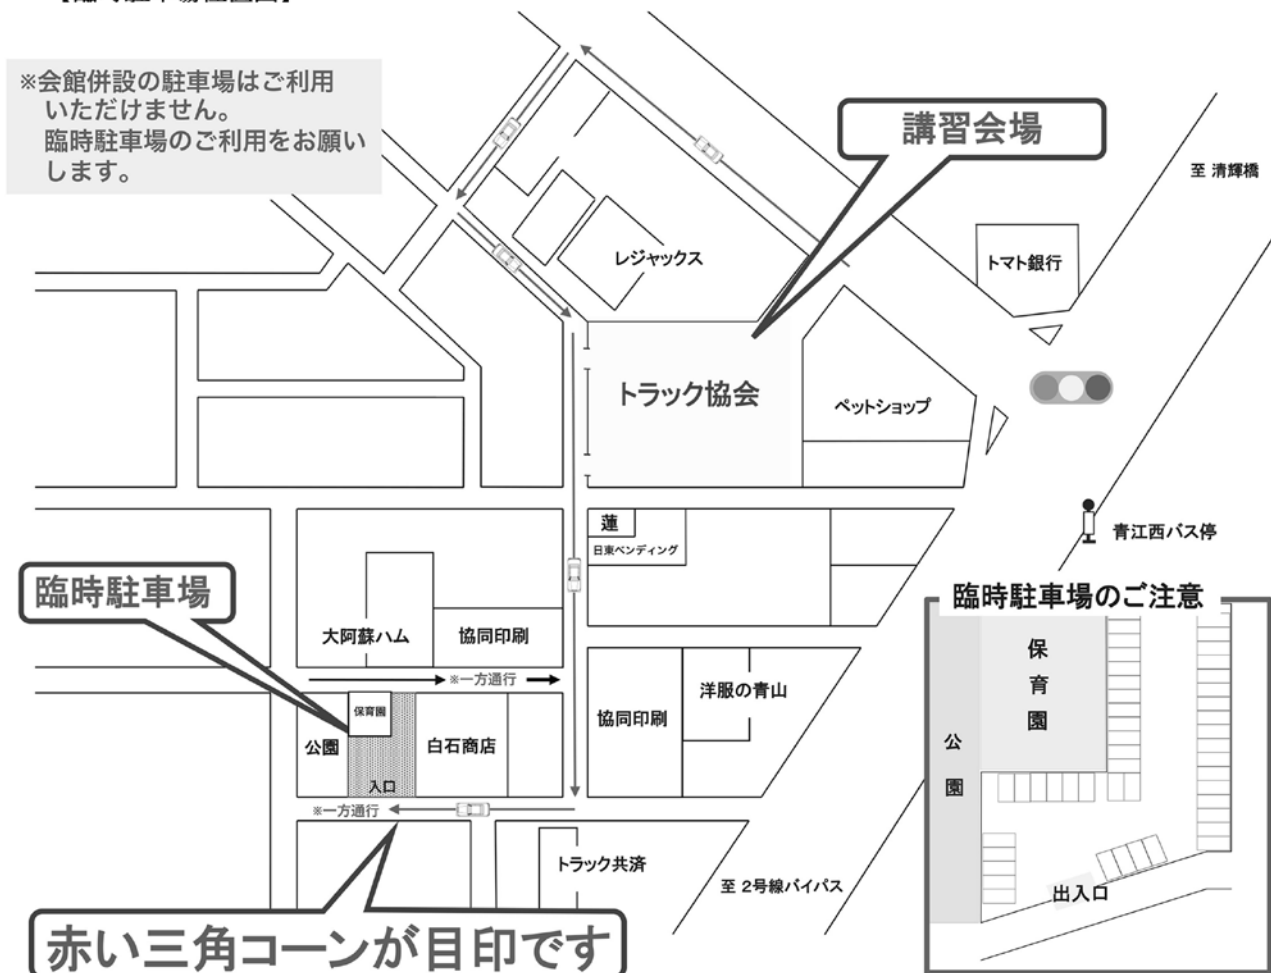 【臨時駐車場位置図】
※会館併設の駐車場はご利用
いただけません。
臨時駐車場のご利用をお願い
します。
講習会場
至 清輝橋
トマト銀行
レジャックス
トラック協会
ペットショップ
蓮
日東ベンディング
青江西バス停
臨時駐車場
大阿蘇ハム
協同印刷
※一方通行
保育園
公園
白石商店
入口
協同印刷
洋服の青山
※一方通行
トラック共済
至 2号線バイパス
赤い三角コーンが目印です
臨時駐車場のご注意
保育園
公園
出入口